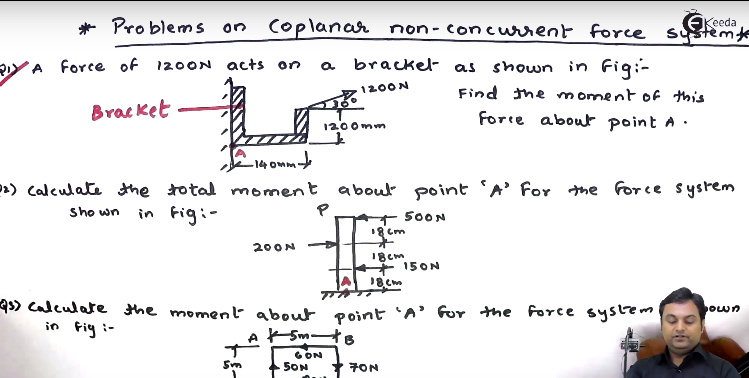 * Problems on Coplanar non-concurrent force system
Ekeeda
Q1) A force of 1200N acts on a bracket as shown in fig:-
1200N
30°
Find the moment of this
force about point A.
Bracket
1200mm
A
140mm
Q2) Calculate the total moment about point 'A' for the force system
shown in fig:-
P
500N
18cm
200N
18cm
150N
A
18cm
Q3) Calculate the moment about point 'A' for the force system
in fig:-
A
5m
B
60N
5m
50N
70N